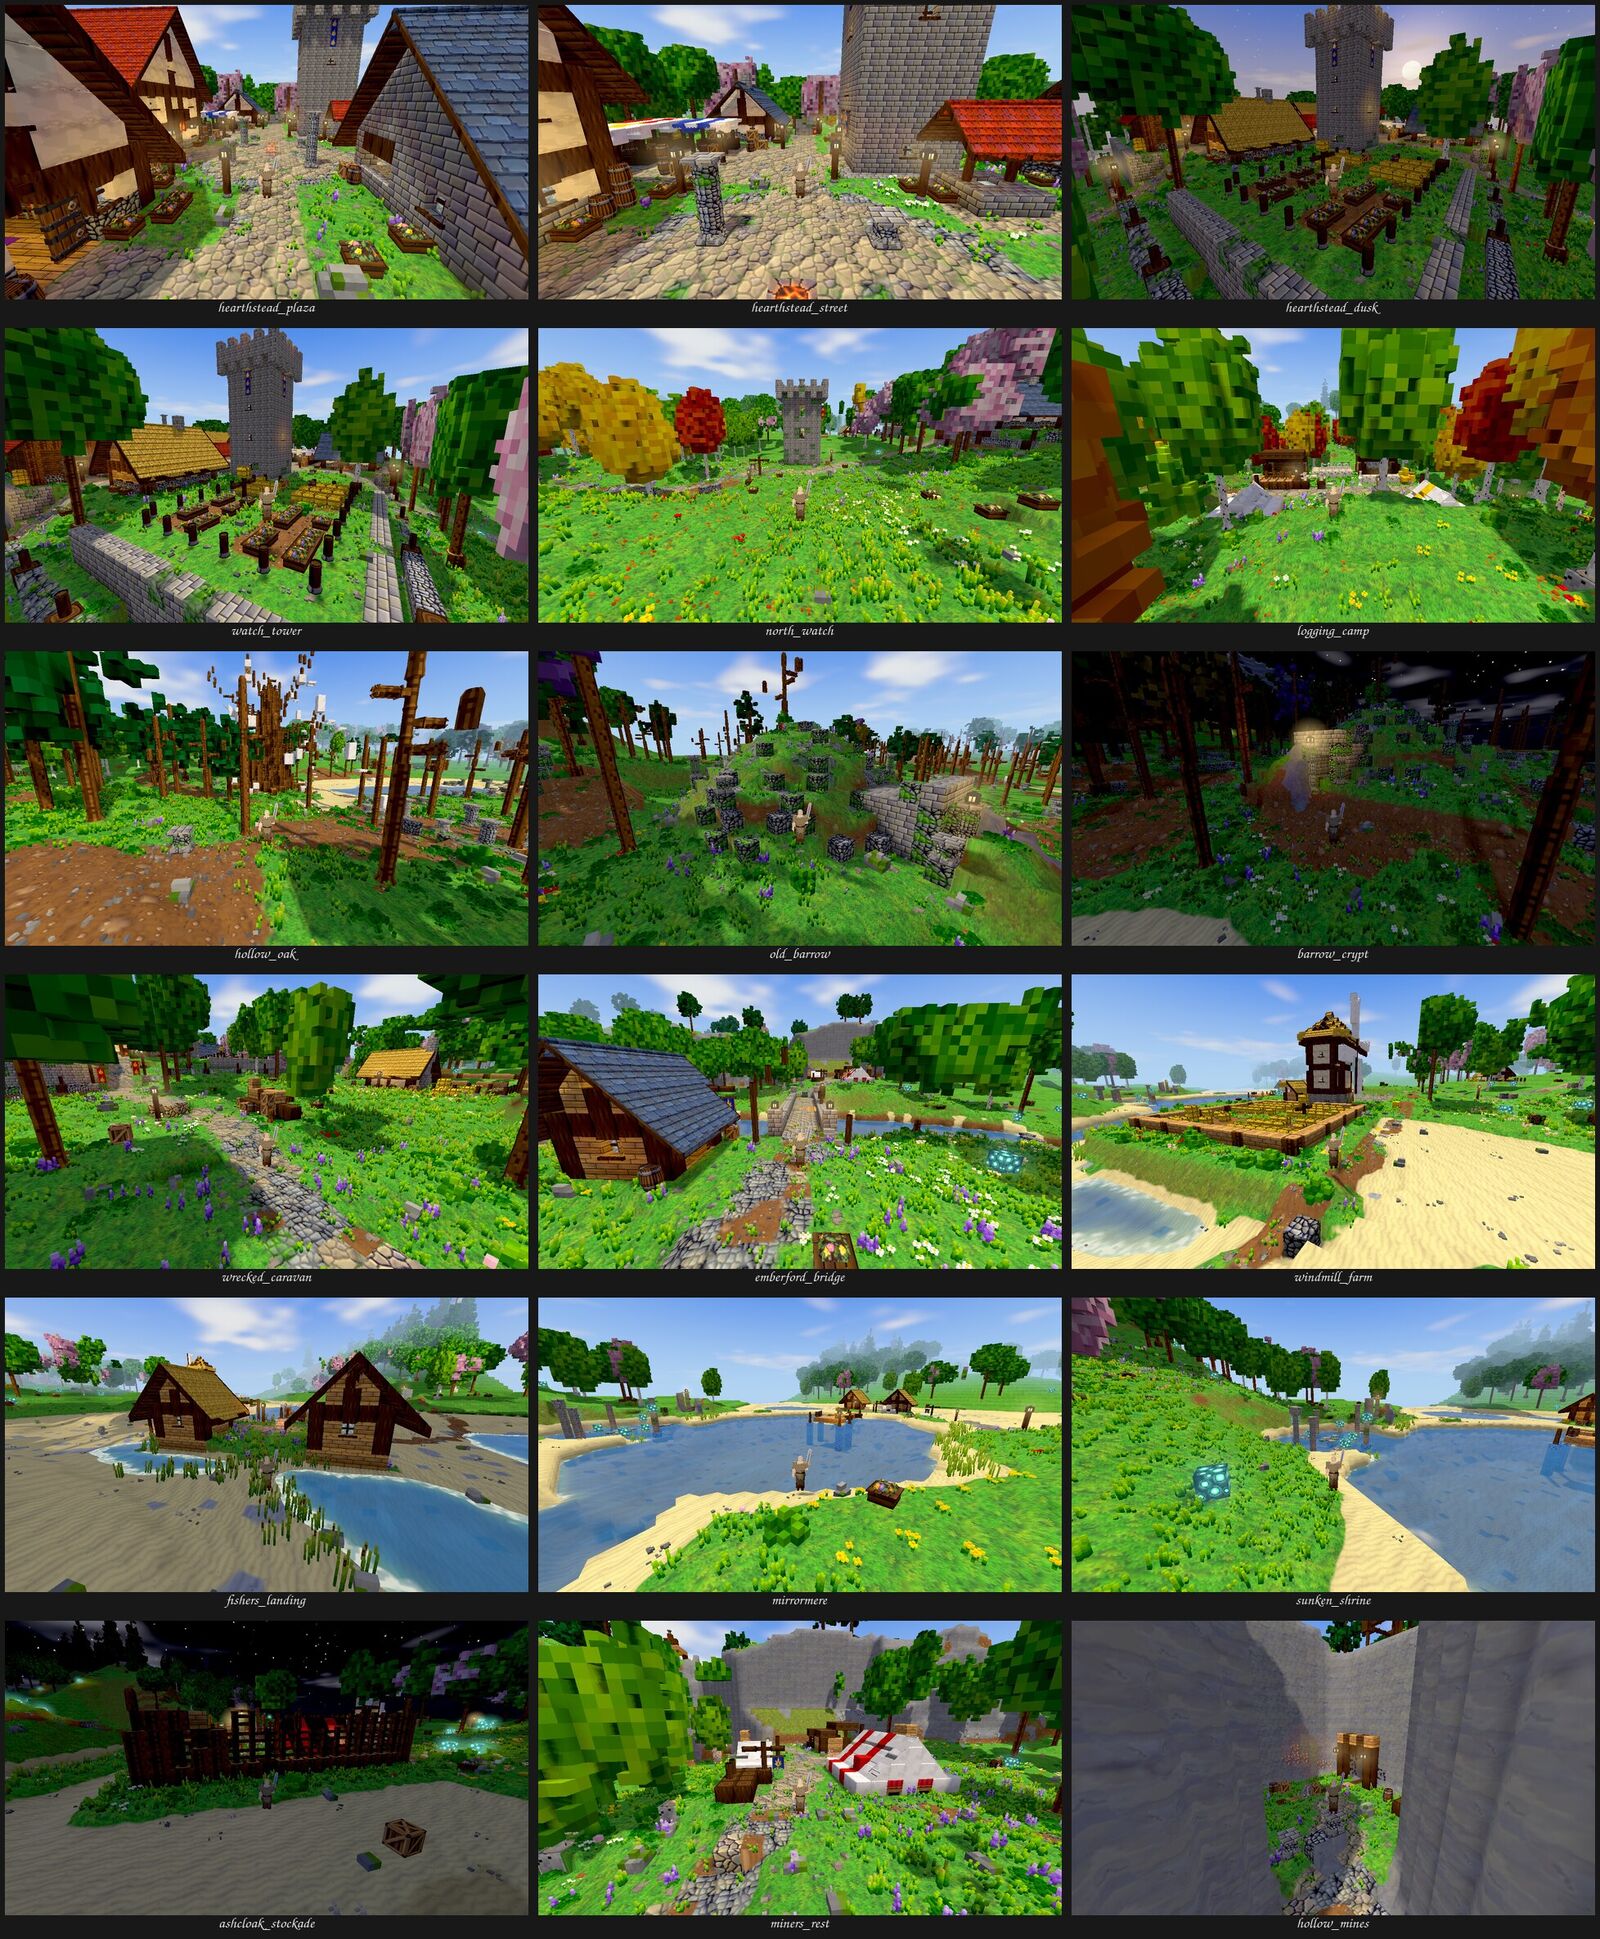 hearthstead_plaza
hearthstead_street
hearthstead_dusk
watch_tower
north_watch
logging_camp
hollow_oak
old_barrow
barrow_crypt
wrecked_caravan
emberford_bridge
windmill_farm
fishers_landing
mirrormere
sunken_shrine
ashcloak_stockade
miners_rest
hollow_mines